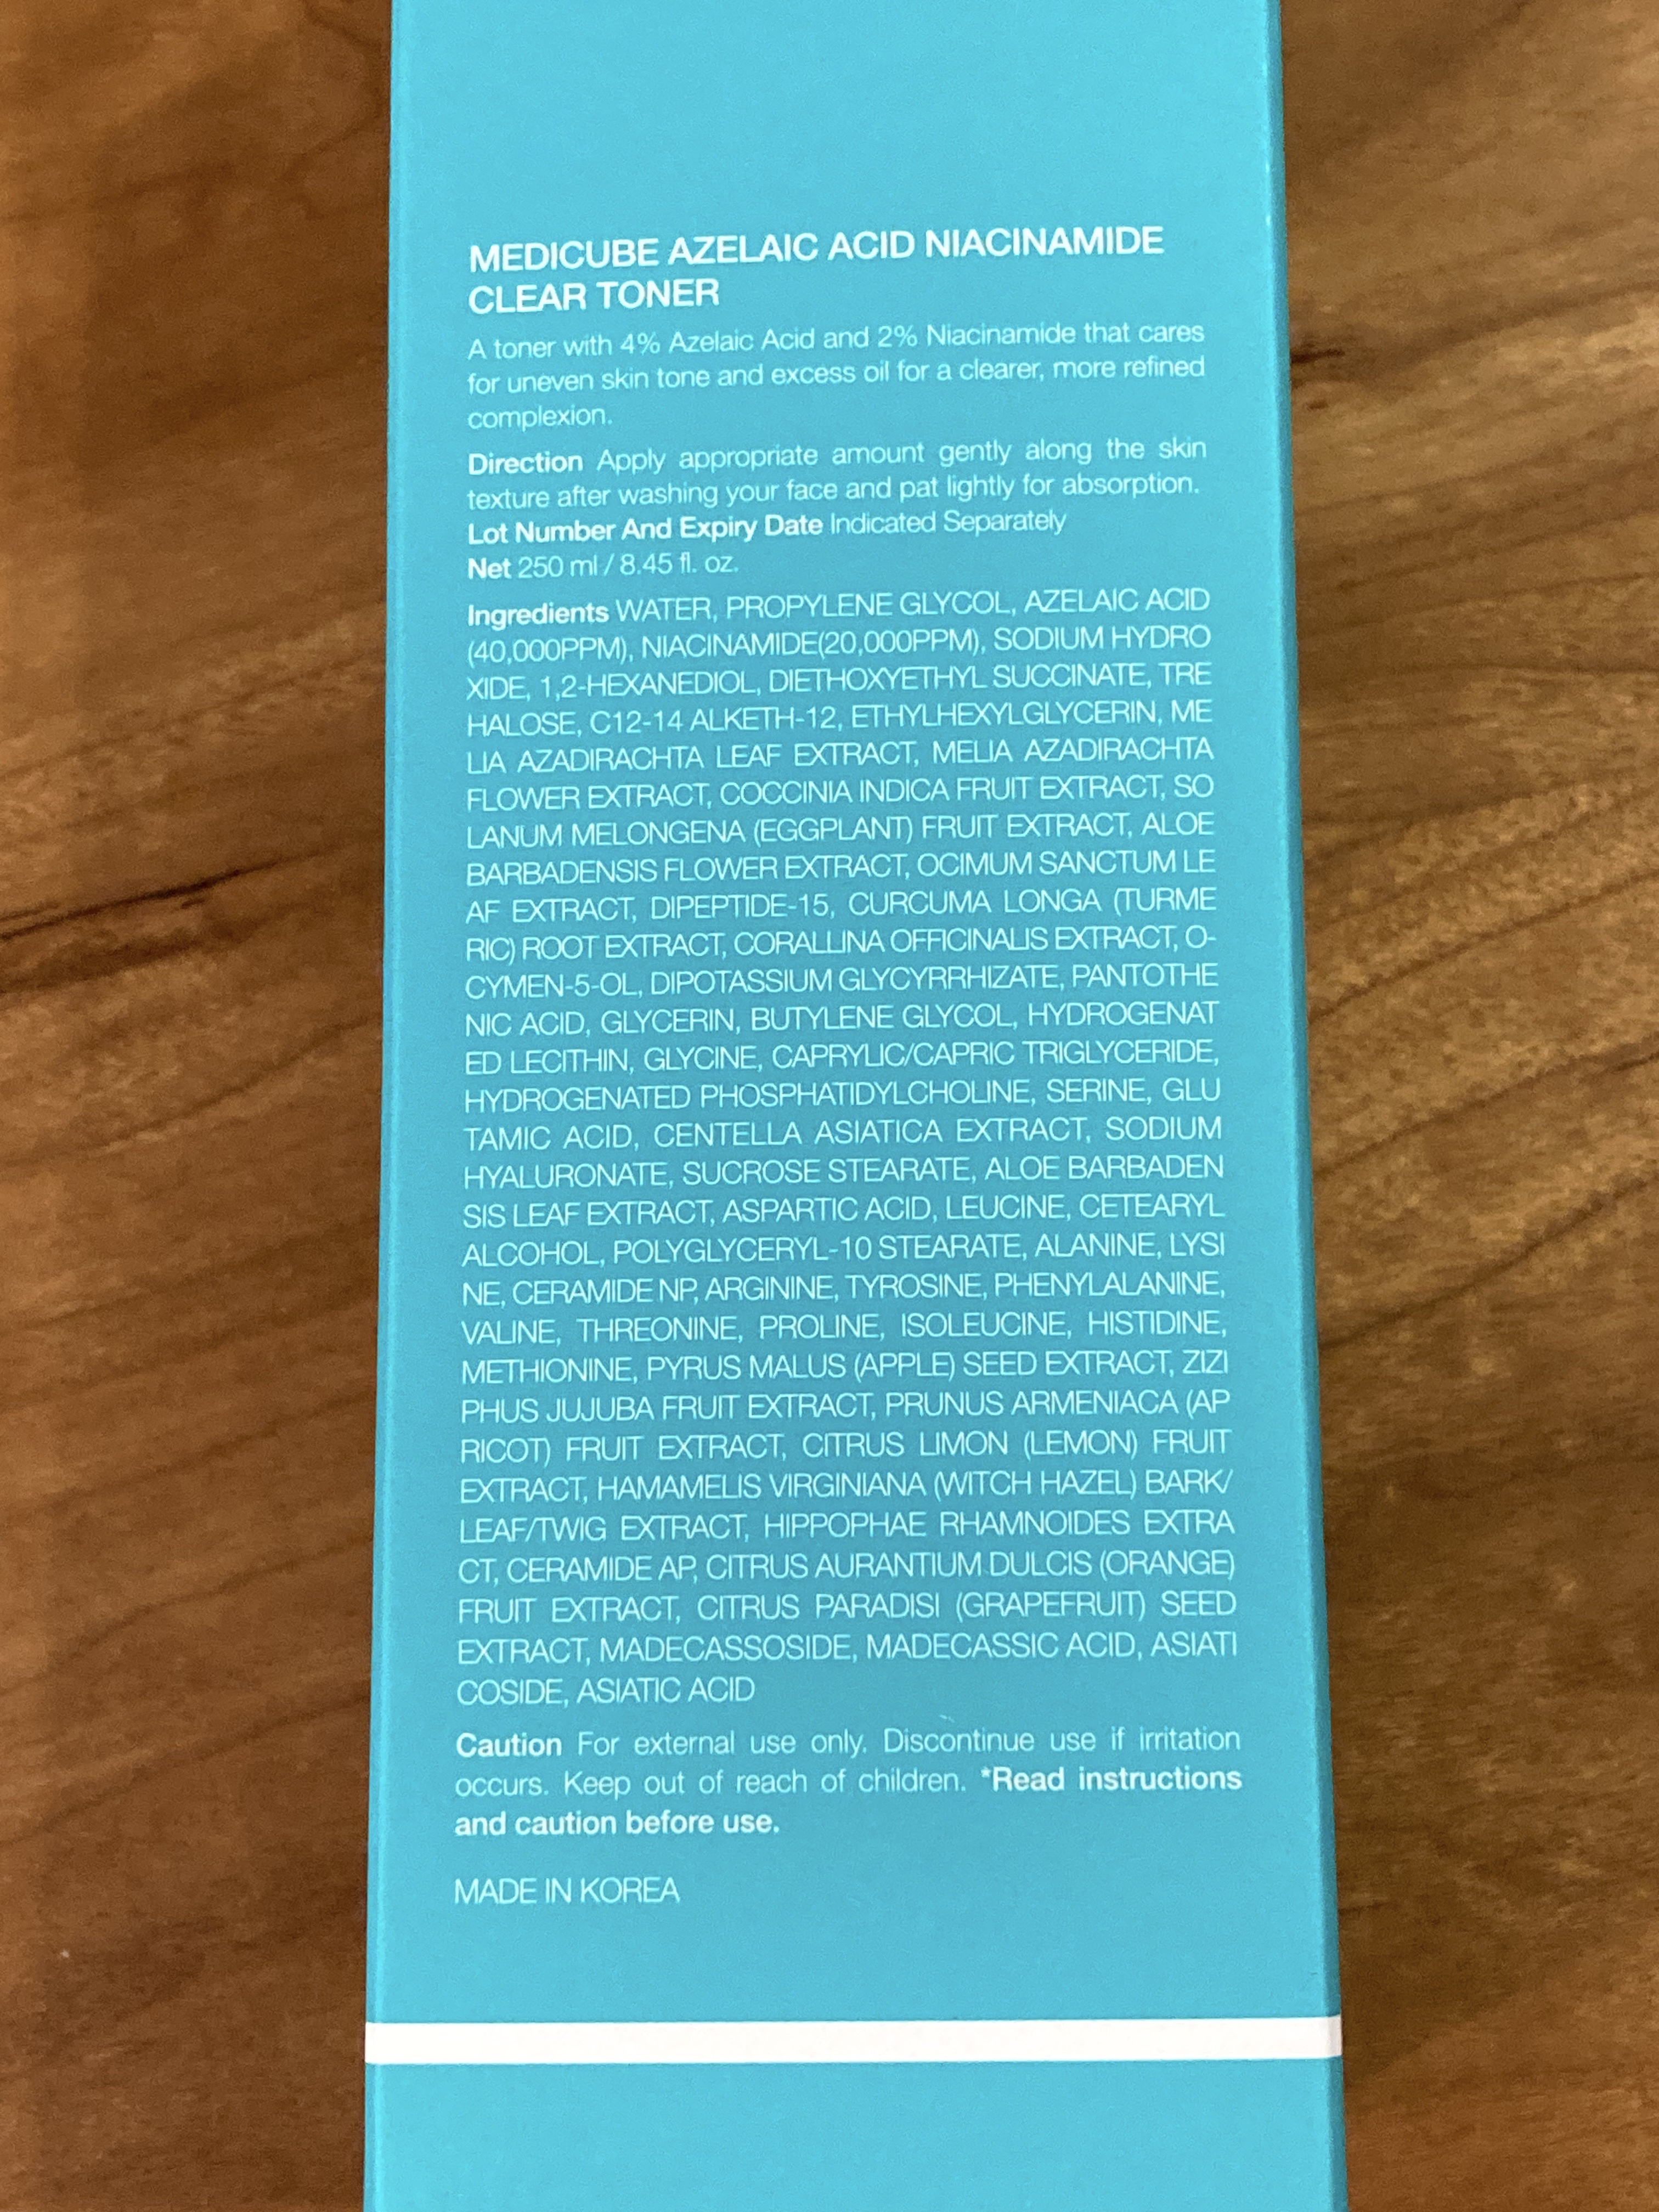 MEDICUBE AZELAIC ACID NIACINAMIDE
CLEAR TONER
A toner with 4% Azelaic Acid and 2% Niacinamide that cares
for uneven skin tone and excess oil for a clearer, more refined
complexion.
Direction Apply appropriate amount gently along the skin
texture after washing your face and pat lightly for absorption.
Lot Number And Expiry Date Indicated Separately
Net 250 ml / 8.45 fl. oz.
Ingredients WATER, PROPYLENE GLYCOL, AZELAIC ACID
(40,000PPM), NIACINAMIDE(20,000PPM), SODIUM HYDRO
XIDE, 1,2-HEXANEDIOL, DIETHOXYETHYL SUCCINATE, TRE
HALOSE, C12-14 ALKETH-12, ETHYLHEXYLGLYCERIN, ME
LIA AZADIRACHTA LEAF EXTRACT, MELIA AZADIRACHTA
FLOWER EXTRACT, COCCINIA INDICA FRUIT EXTRACT, SO
LANUM MELONGENA (EGGPLANT) FRUIT EXTRACT, ALOE
BARBADENSIS FLOWER EXTRACT, OCIMUM SANCTUM LE
AF EXTRACT, DIPEPTIDE-15, CURCUMA LONGA (TURME
RIC) ROOT EXTRACT, CORALLINA OFFICINALIS EXTRACT, O-
CYMEN-5-OL, DIPOTASSIUM GLYCYRRHIZATE, PANTOTHE
NIC ACID, GLYCERIN, BUTYLENE GLYCOL, HYDROGENAT
ED LECITHIN, GLYCINE, CAPRYLIC/CAPRIC TRIGLYCERIDE,
HYDROGENATED PHOSPHATIDYLCHOLINE, SERINE, GLU
TAMIC ACID, CENTELLA ASIATICA EXTRACT, SODIUM
HYALURONATE, SUCROSE STEARATE, ALOE BARBADEN
SIS LEAF EXTRACT, ASPARTIC ACID, LEUCINE, CETEARYL
ALCOHOL, POLYGLYCERYL-10 STEARATE, ALANINE, LYSI
NE, CERAMIDE NP, ARGININE, TYROSINE, PHENYLALANINE,
VALINE, THREONINE, PROLINE, ISOLEUCINE, HISTIDINE,
METHIONINE, PYRUS MALUS (APPLE) SEED EXTRACT, ZIZI
PHUS JUJUBA FRUIT EXTRACT, PRUNUS ARMENIACA (AP
RICOT) FRUIT EXTRACT, CITRUS LIMON (LEMON) FRUIT
EXTRACT, HAMAMELIS VIRGINIANA (WITCH HAZEL) BARK/
LEAF/TWIG EXTRACT, HIPPOPHAE RHAMNOIDES EXTRA
CT, CERAMIDE AP, CITRUS AURANTIUM DULCIS (ORANGE)
FRUIT EXTRACT, CITRUS PARADISI (GRAPEFRUIT) SEED
EXTRACT, MADECASSOSIDE, MADECASSIC ACID, ASIATI
COSIDE, ASIATIC ACID
Caution For external use only. Discontinue use if irritation
occurs. Keep out of reach of children. *Read instructions
and caution before use.
MADE IN KOREA